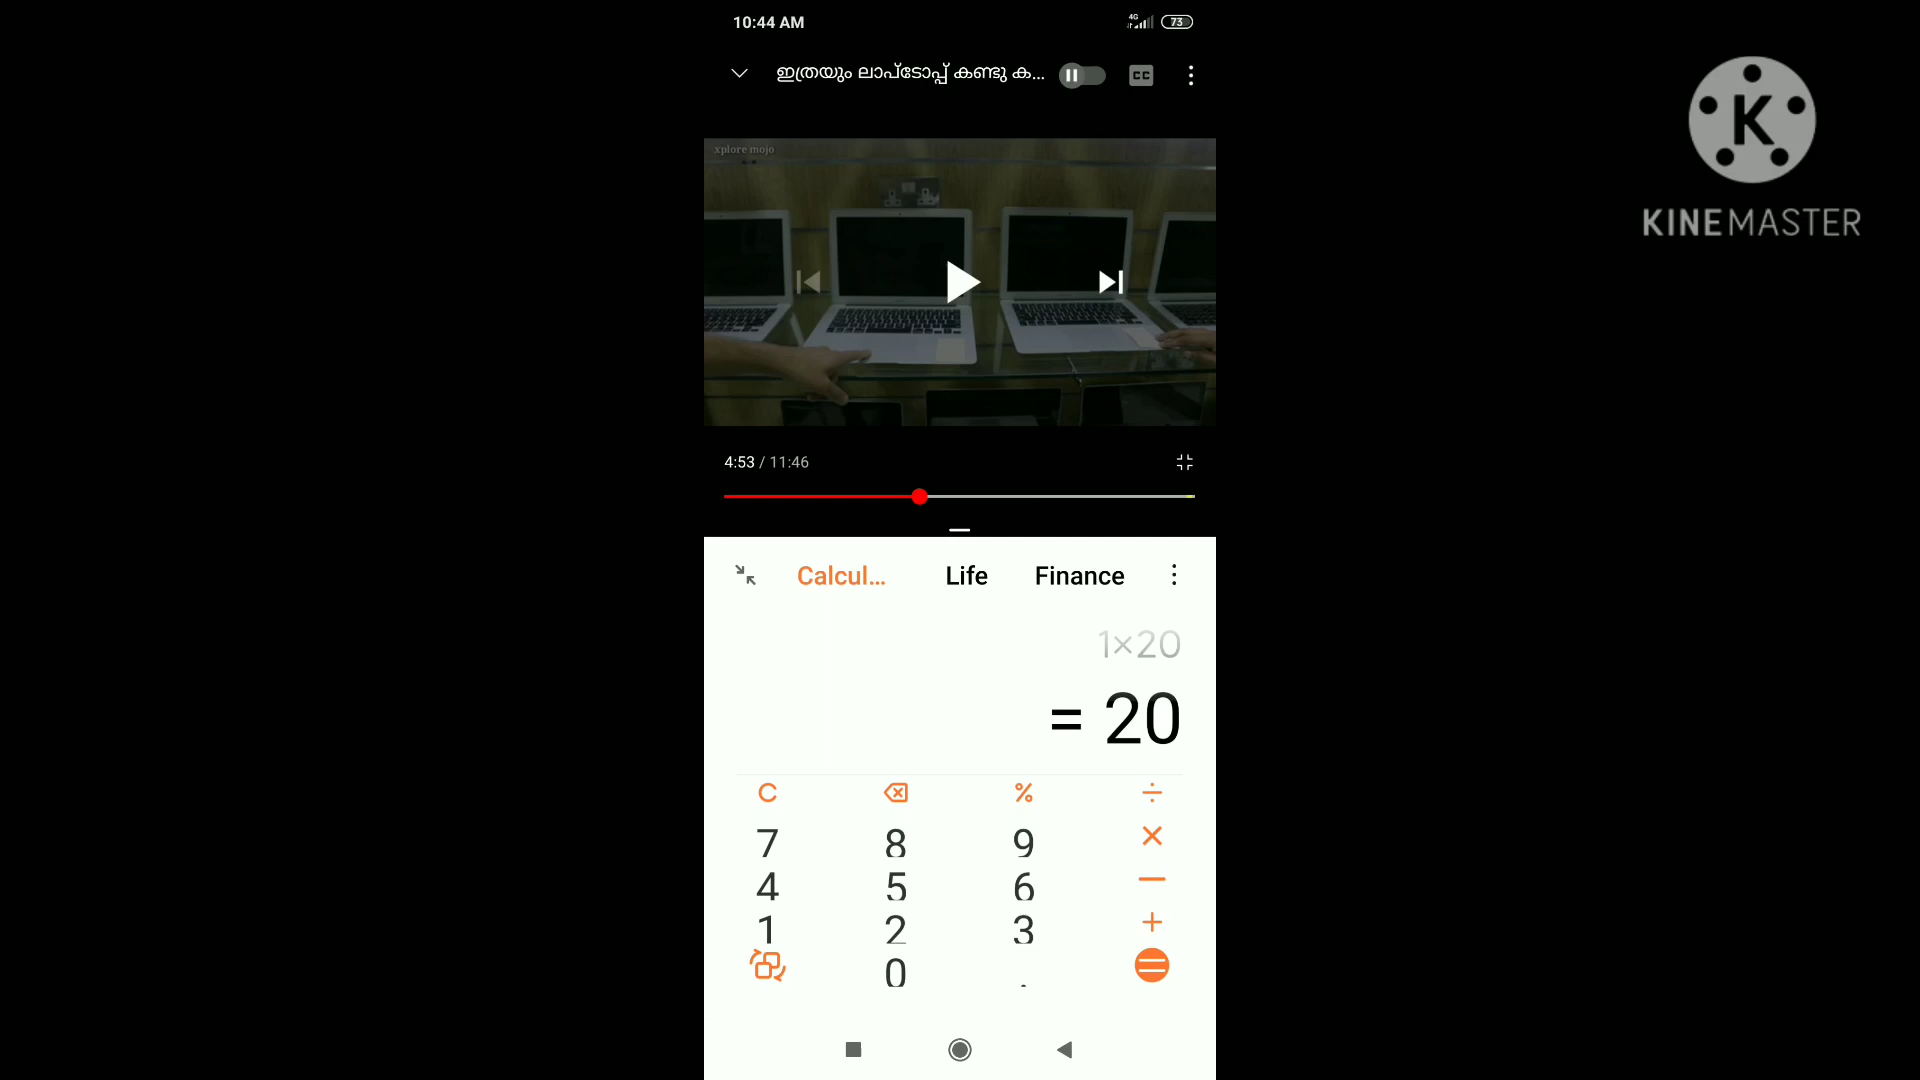 10:44 AM
4G
73
ഇത്രയും ലാപ്ടോപ്പ് കണ്ടു ക...
CC
xplore mojo
K
KINEMASTER
4:53 / 11:46
Calcul... Life Finance
1×20
= 20
C % ÷
7 8 9 ×
4 5 6 −
1 2 3 +
0 . =